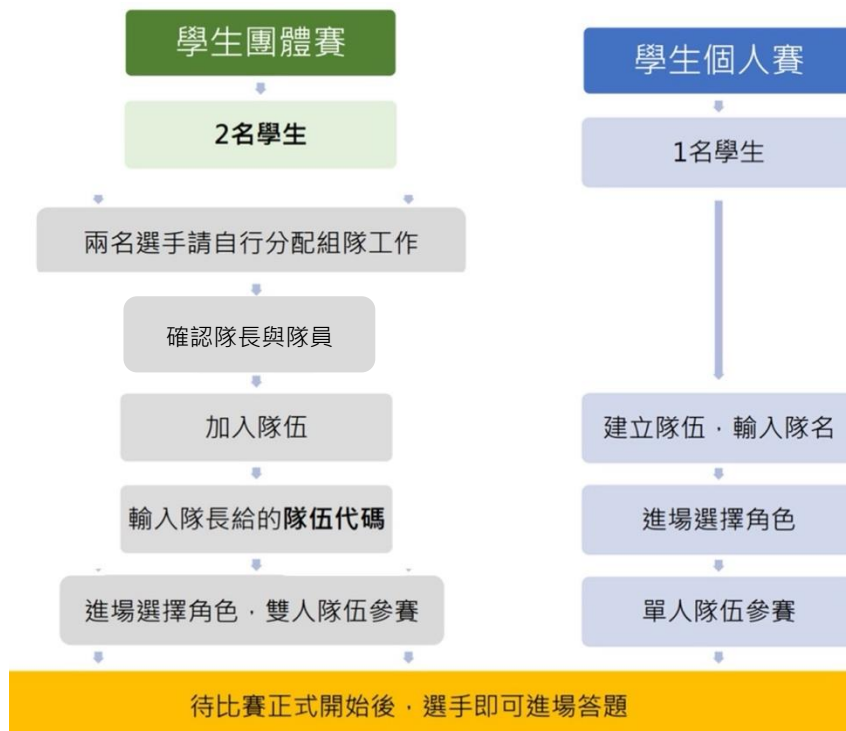 學生團體賽
2名學生
兩名選手請自行分配組隊工作
確認隊長與隊員
加入隊伍
輸入隊長給的隊伍代碼
進場選擇角色，雙人隊伍參賽
學生個人賽
1名學生
建立隊伍，輸入隊名
進場選擇角色
單人隊伍參賽
待比賽正式開始後，選手即可進場答題